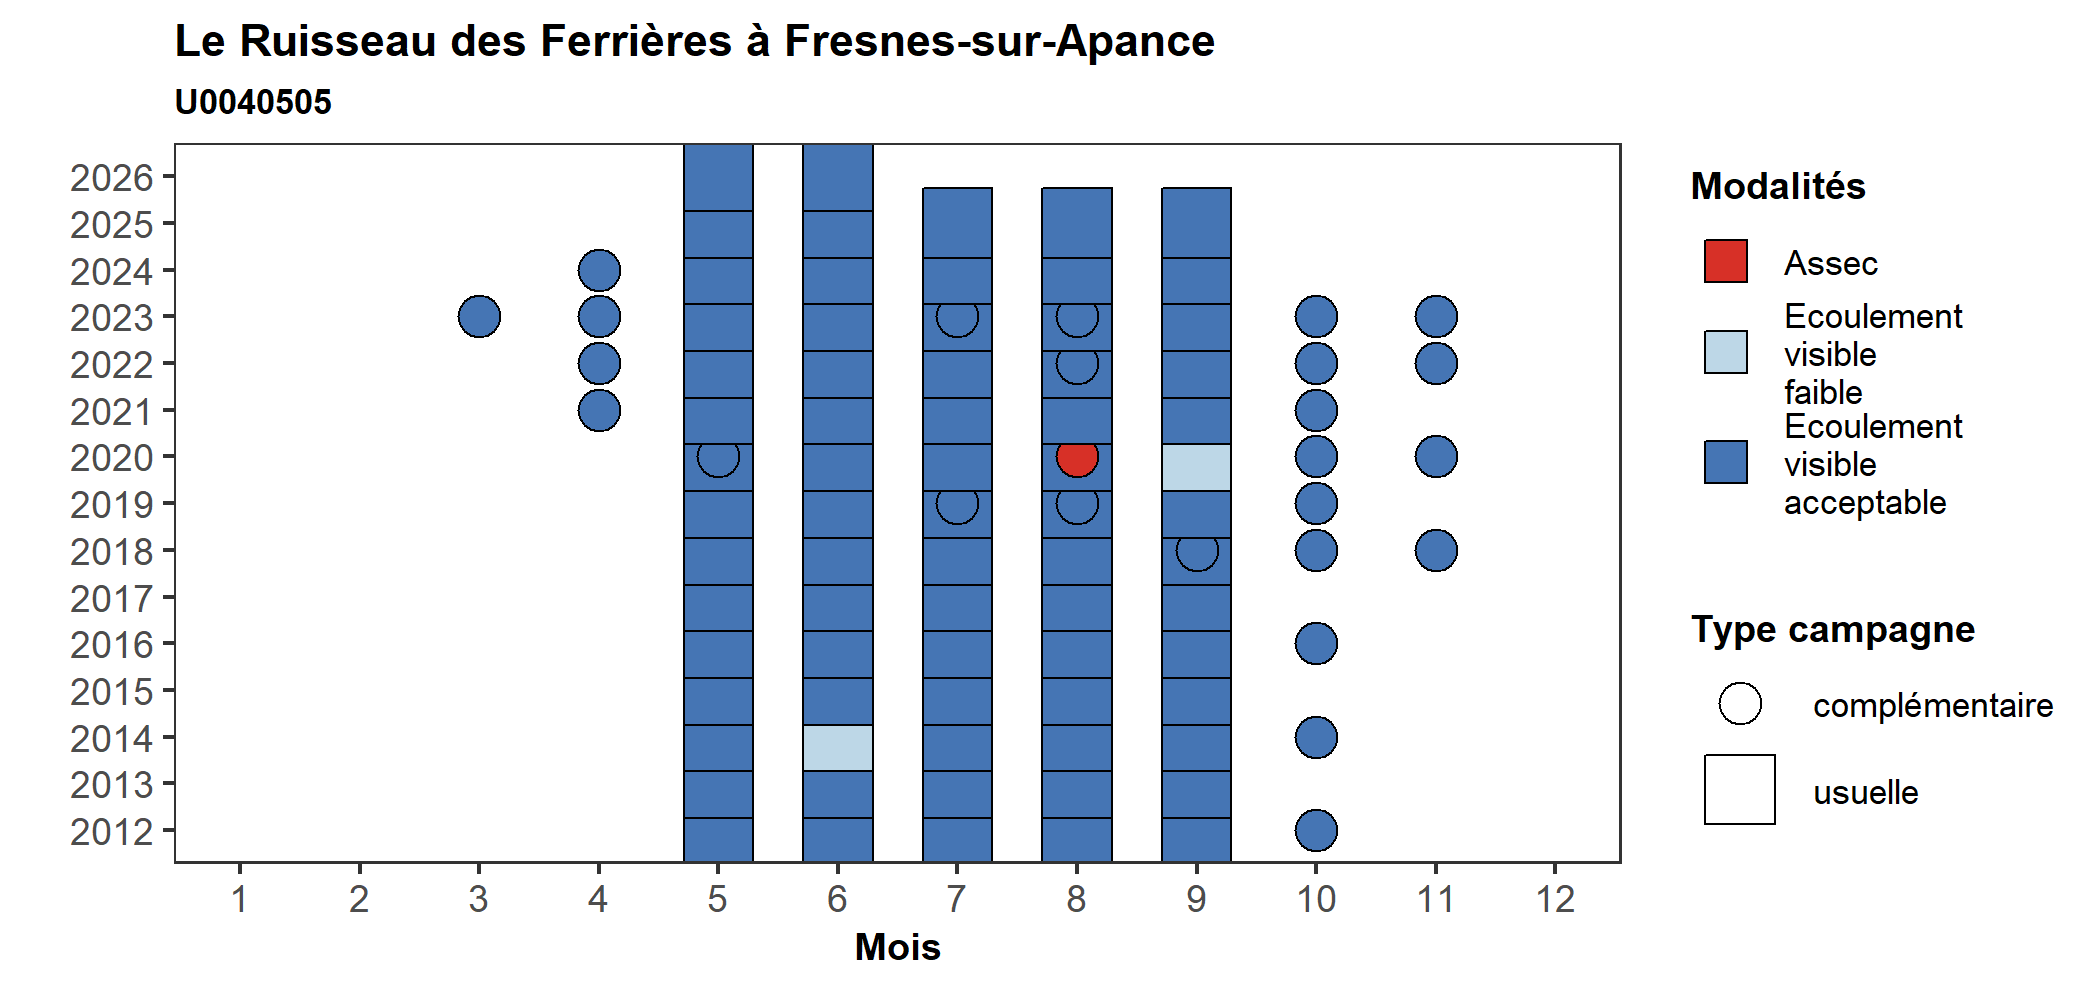 Le Ruisseau des Ferrières à Fresnes-sur-Apance
U0040505
2026
2025
2024
2023
2022
2021
2020
2019
2018
2017
2016
2015
2014
2013
2012
1 2 3 4 5 6 7 8 9 10 11 12
Mois
Modalités
Assec
Ecoulement
visible
faible
Ecoulement
visible
acceptable
Type campagne
complémentaire
usuelle